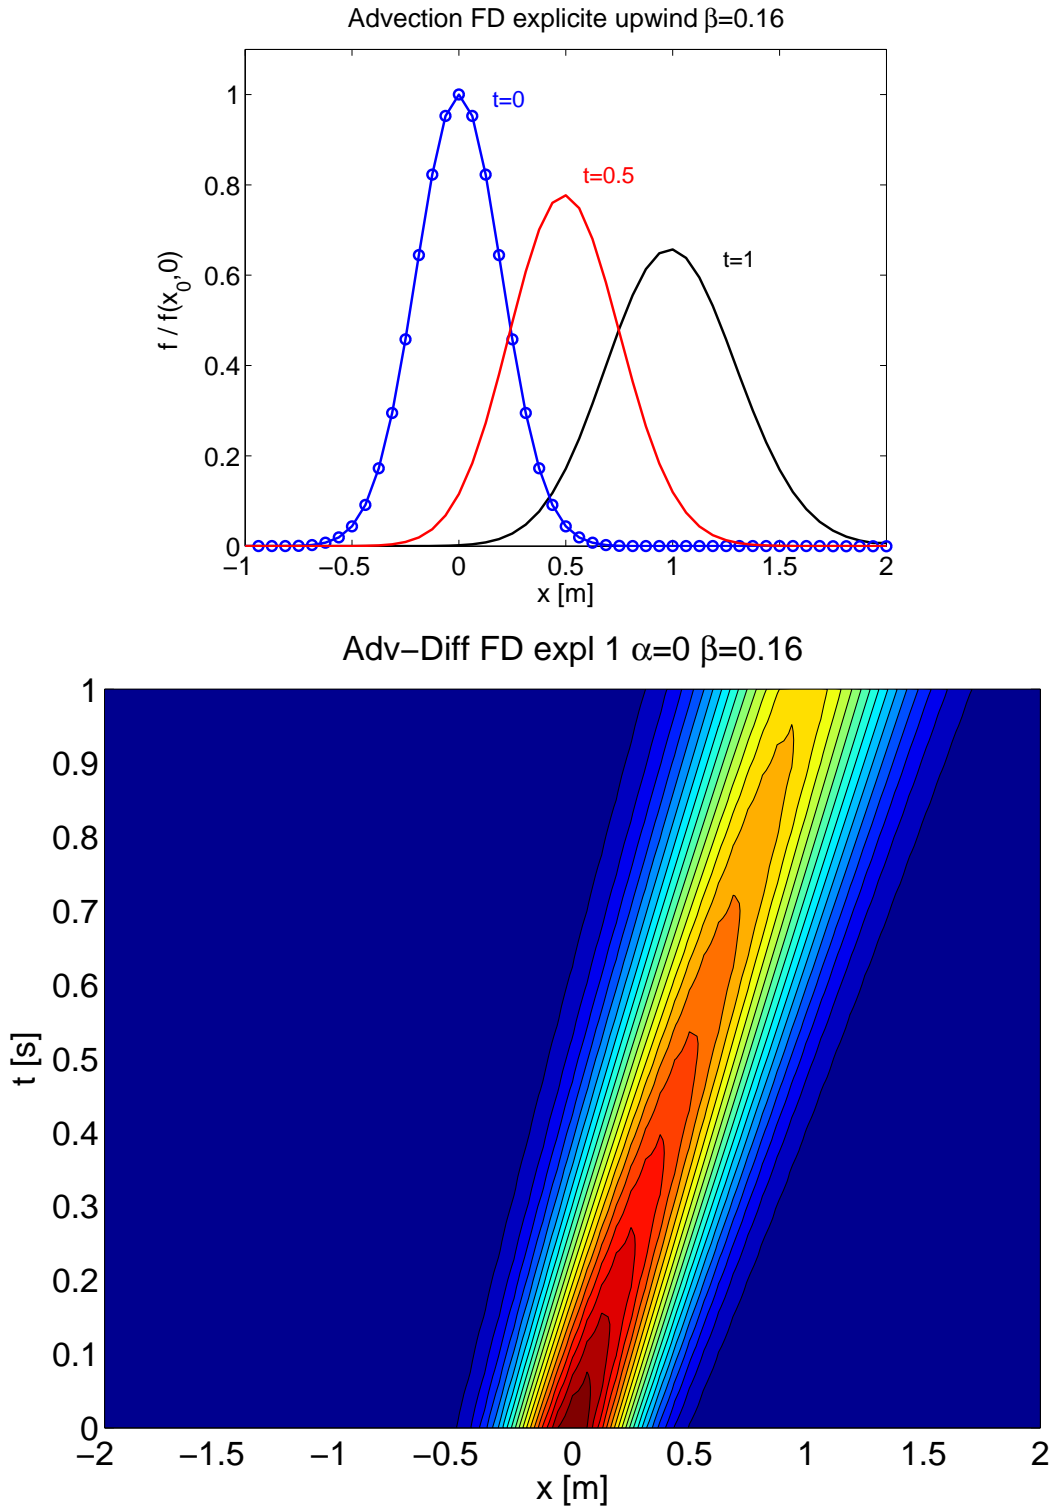 Advection FD explicite upwind β=0.16
1
0.8
0.6
0.4
0.2
0
f / f(x₀,0)
t=0
t=0.5
t=1
−1 −0.5 0 0.5 1 1.5 2
x [m]
Adv−Diff FD expl 1 α=0 β=0.16
1
0.9
0.8
0.7
0.6
0.5
0.4
0.3
0.2
0.1
0
t [s]
−2 −1.5 −1 −0.5 0 0.5 1 1.5 2
x [m]